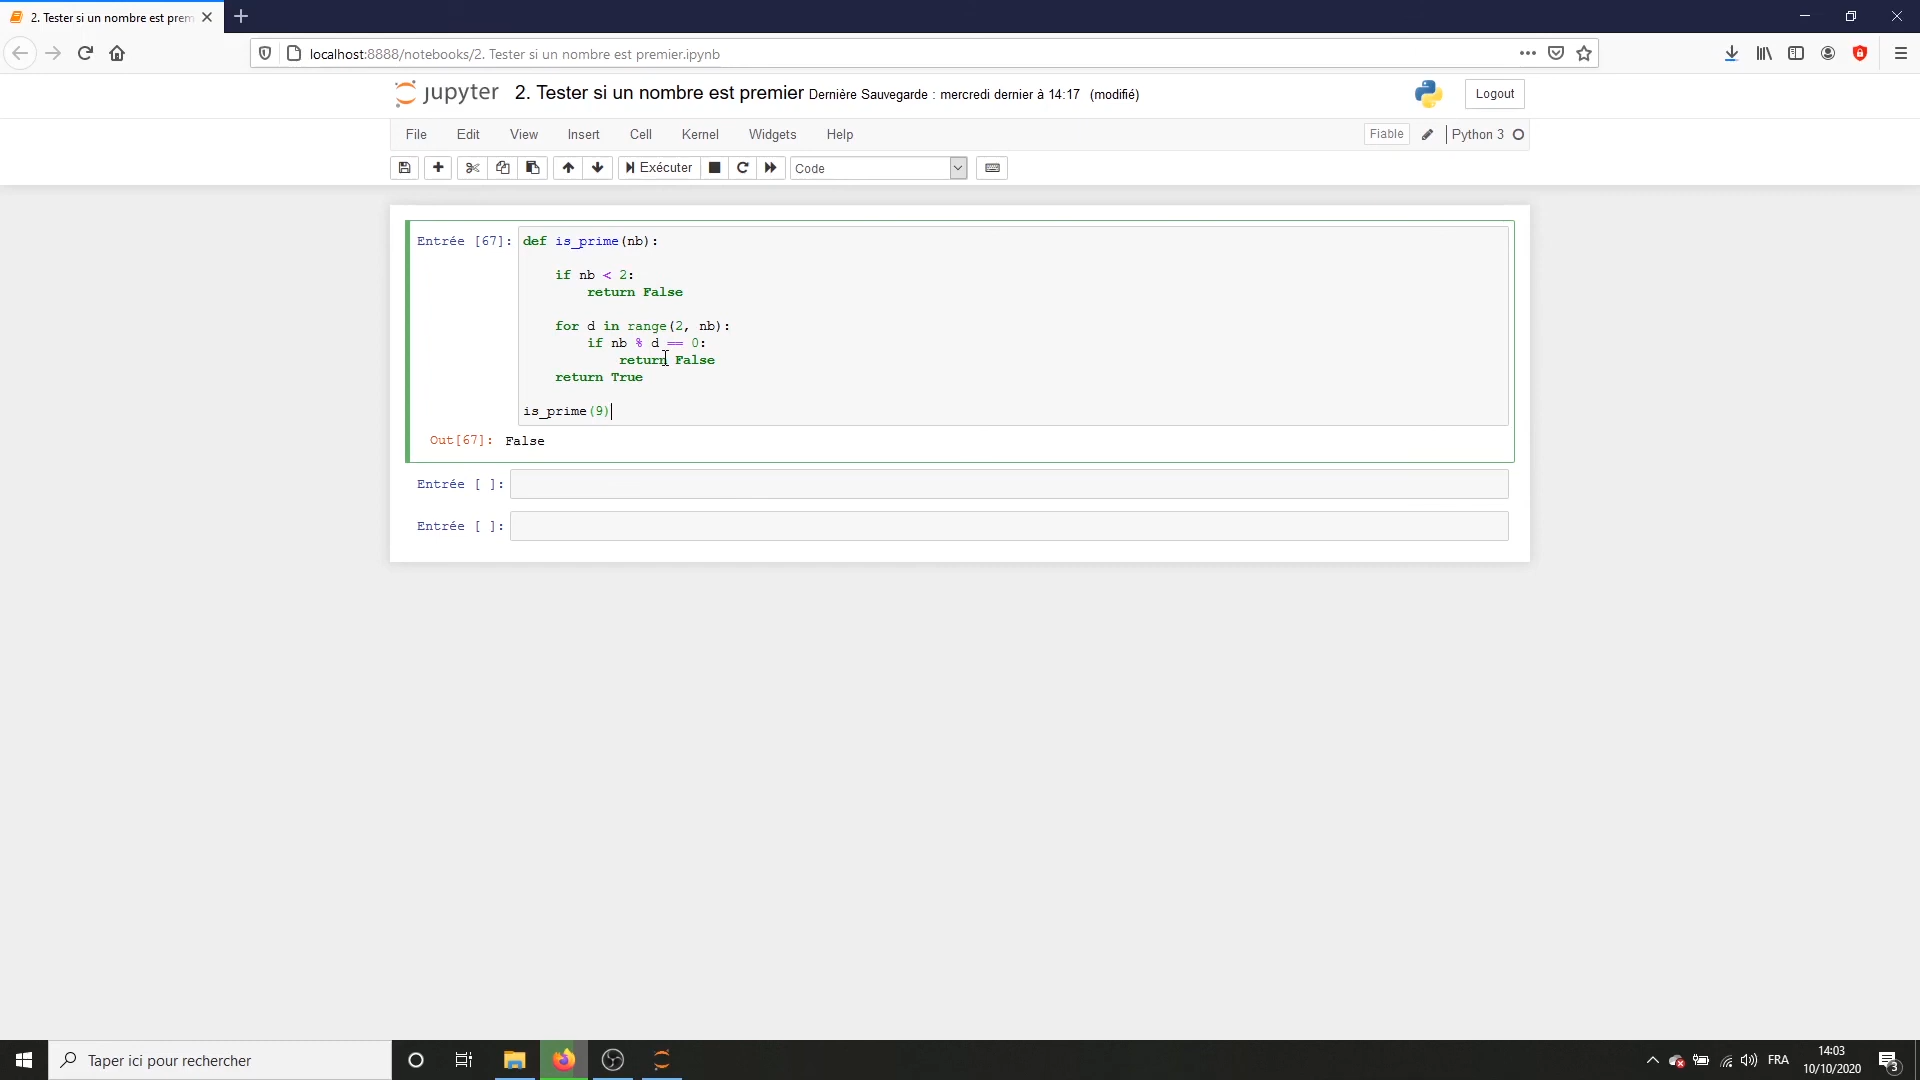 2. Tester si un nombre est prem
localhost:8888/notebooks/2. Tester si un nombre est premier.ipynb
jupyter 2. Tester si un nombre est premier Dernière Sauvegarde : mercredi dernier à 14:17 (modifié)
Logout
File Edit View Insert Cell Kernel Widgets Help
Fiable Python 3
Exécuter Code
Entrée [67]: def is_prime(nb):
if nb < 2:
return False
for d in range(2, nb):
if nb % d == 0:
return False
return True
is_prime(9)
Out[67]: False
Entrée [ ]:
Entrée [ ]:
Taper ici pour rechercher
FRA
14:03
10/10/2020
3